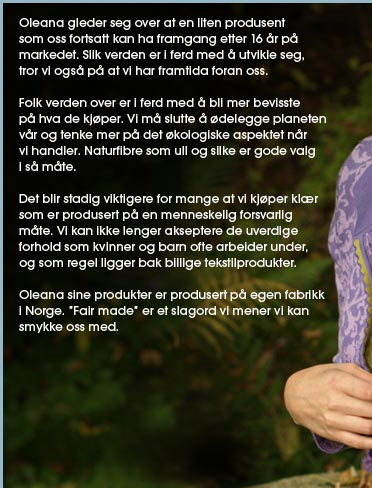 Oleana gleder seg over at en liten produsent
som oss fortsatt kan ha framgang etter 16 år på
markedet. Slik verden er i ferd med å utvikle seg,
tror vi også på at vi har framtida foran oss.
Folk verden over er i ferd med å bli mer bevisste
på hva de kjøper. Vi må slutte å ødelegge planeten
vår og tenke mer på det økologiske aspektet når
vi handler. Naturfibre som ull og silke er gode valg
i så måte.
Det blir stadig viktigere for mange at vi kjøper klær
som er produsert på en menneskelig forsvarlig
måte. Vi kan ikke lenger akseptere de uverdige
forhold som kvinner og barn ofte arbeider under,
og som regel ligger bak billige tekstilprodukter.
Oleana sine produkter er produsert på egen fabrikk
i Norge. "Fair made" er et slagord vi mener vi kan
smykke oss med.